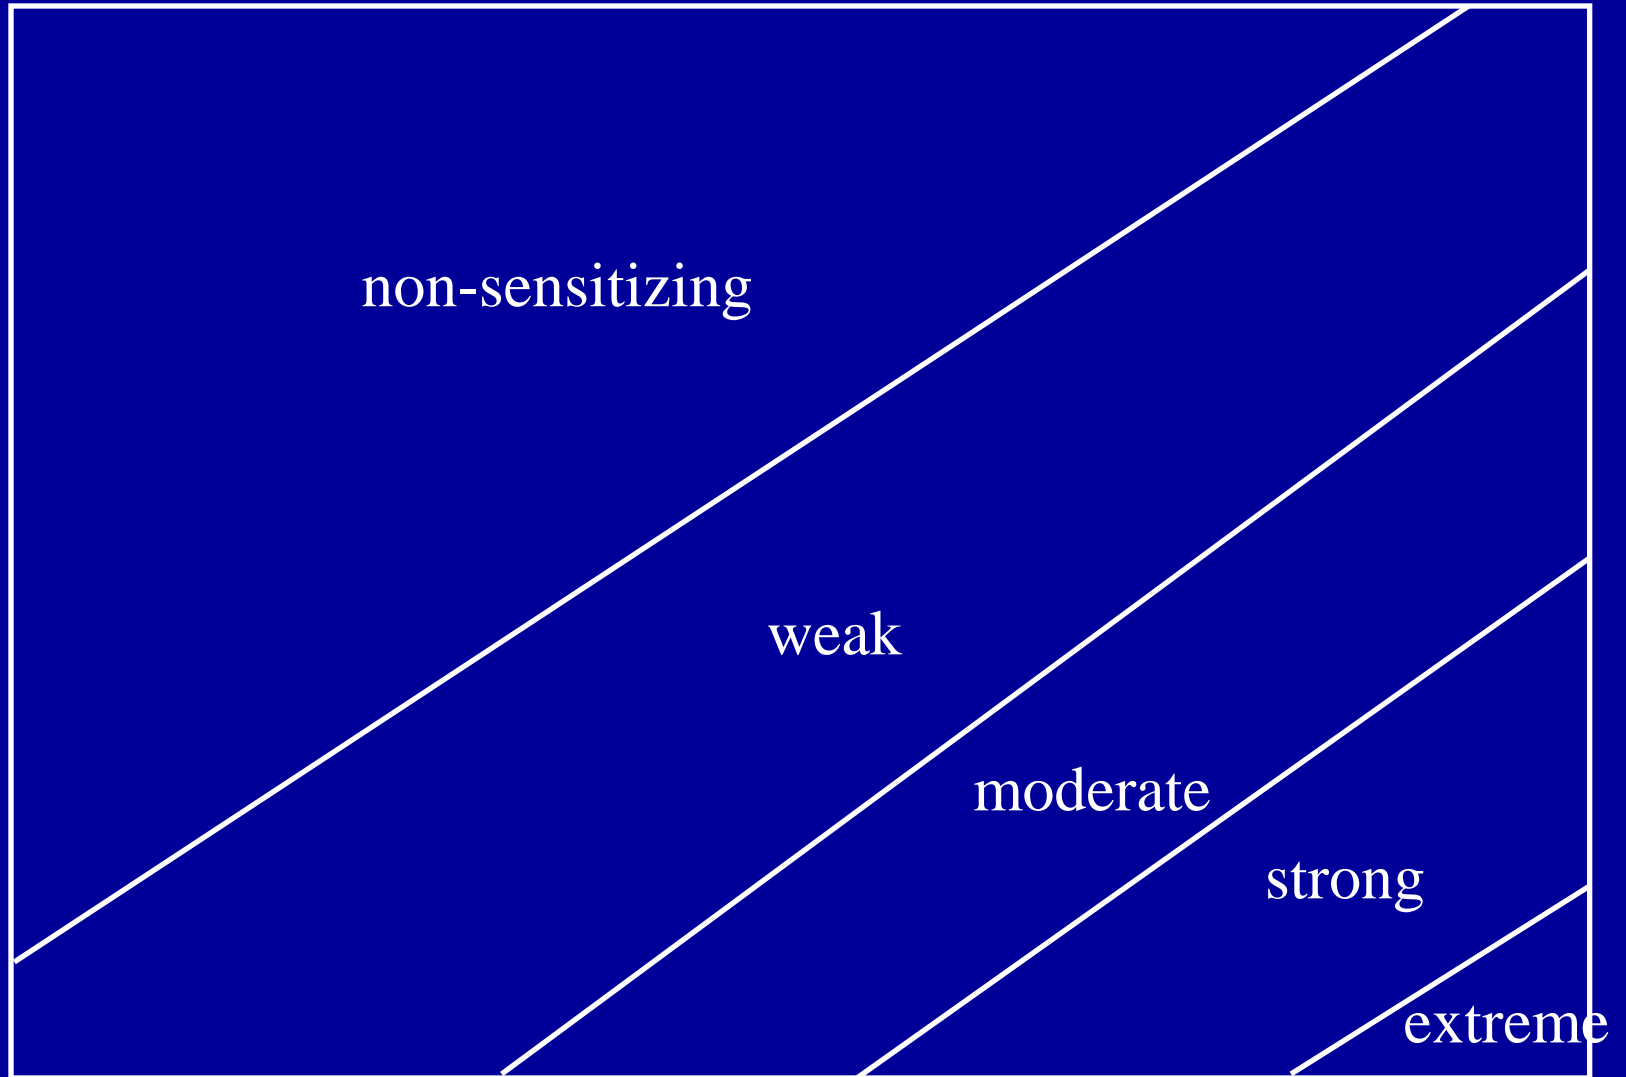 non-sensitizing
weak
moderate
strong
extreme